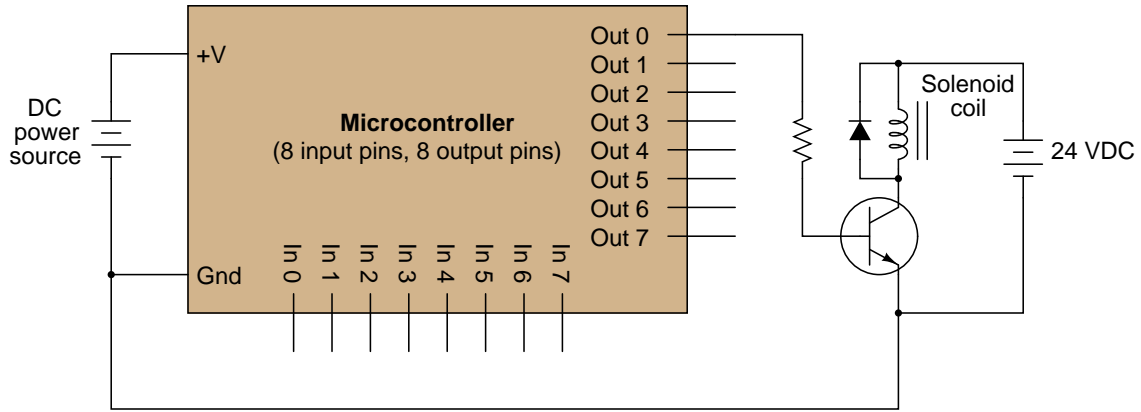 +V
DC
power
source
Microcontroller
(8 input pins, 8 output pins)
Gnd
Out 0
Out 1
Out 2
Out 3
Out 4
Out 5
Out 6
Out 7
In 0
In 1
In 2
In 3
In 4
In 5
In 6
In 7
Solenoid
coil
24 VDC